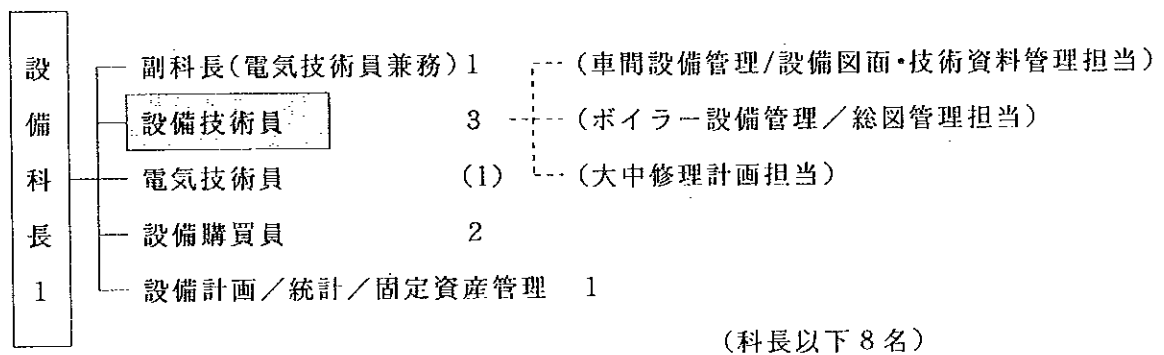 設備科長 1
副科長(電気技術員兼務) 1 (車間設備管理/設備図面・技術資料管理担当)
設備技術員 3 (ボイラー設備管理/総図管理担当)
電気技術員 (1) (大中修理計画担当)
設備購買員 2
設備計画/統計/固定資産管理 1
(科長以下8名)